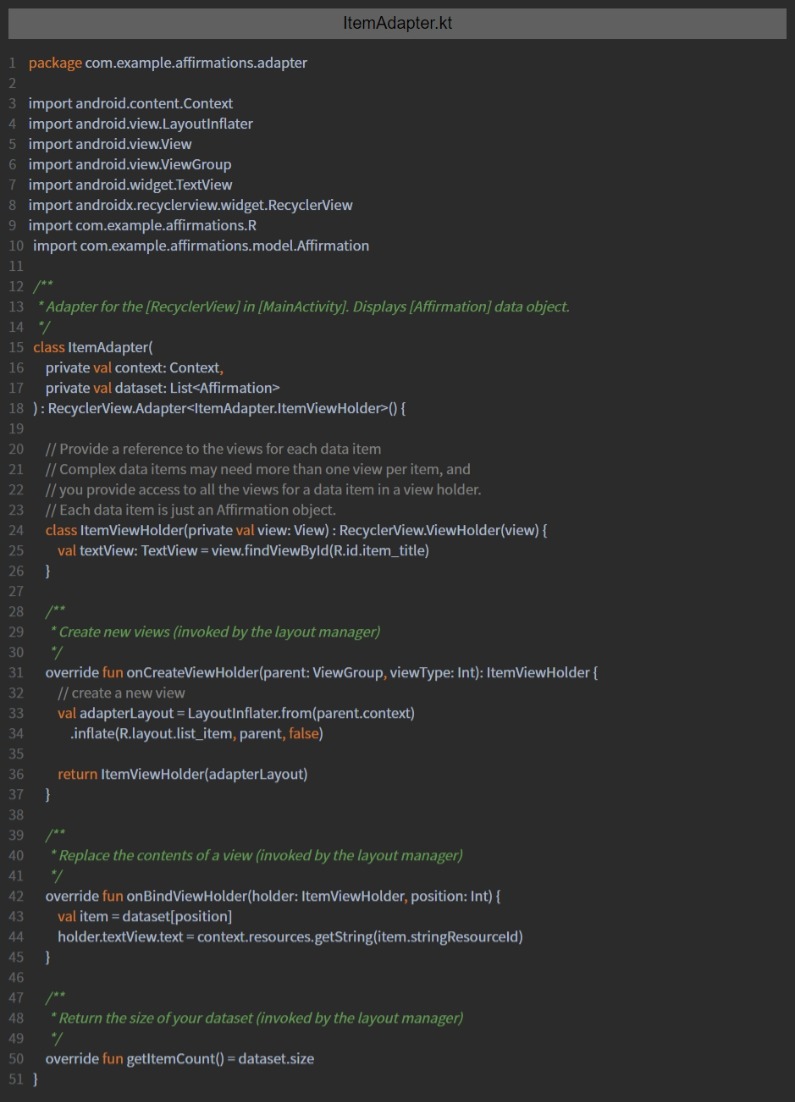 ItemAdapter.kt
1 package com.example.affirmations.adapter
2
3 import android.content.Context
4 import android.view.LayoutInflater
5 import android.view.View
6 import android.view.ViewGroup
7 import android.widget.TextView
8 import androidx.recyclerview.widget.RecyclerView
9 import com.example.affirmations.R
10 import com.example.affirmations.model.Affirmation
11
12 /**
13  * Adapter for the [RecyclerView] in [MainActivity]. Displays [Affirmation] data object.
14  */
15 class ItemAdapter(
16     private val context: Context,
17     private val dataset: List<Affirmation>
18 ) : RecyclerView.Adapter<ItemAdapter.ItemViewHolder>() {
19
20     // Provide a reference to the views for each data item
21     // Complex data items may need more than one view per item, and
22     // you provide access to all the views for a data item in a view holder.
23     // Each data item is just an Affirmation object.
24     class ItemViewHolder(private val view: View) : RecyclerView.ViewHolder(view) {
25         val textView: TextView = view.findViewById(R.id.item_title)
26     }
27
28     /**
29      * Create new views (invoked by the layout manager)
30      */
31     override fun onCreateViewHolder(parent: ViewGroup, viewType: Int): ItemViewHolder {
32         // create a new view
33         val adapterLayout = LayoutInflater.from(parent.context)
34             .inflate(R.layout.list_item, parent, false)
35
36         return ItemViewHolder(adapterLayout)
37     }
38
39     /**
40      * Replace the contents of a view (invoked by the layout manager)
41      */
42     override fun onBindViewHolder(holder: ItemViewHolder, position: Int) {
43         val item = dataset[position]
44         holder.textView.text = context.resources.getString(item.stringResourceId)
45     }
46
47     /**
48      * Return the size of your dataset (invoked by the layout manager)
49      */
50     override fun getItemCount() = dataset.size
51 }